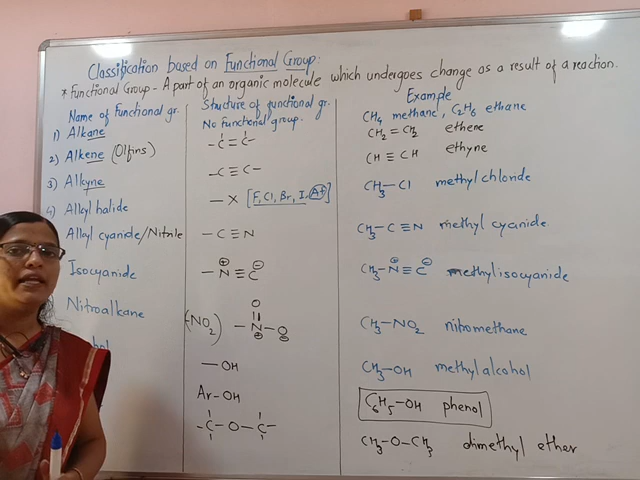 Classification based on Functional Group:
* Functional Group - A part of an organic molecule which undergoes change as a result of a reaction.
Name of Functional gr. Structure of functional gr. Example
1) Alkane No functional group. CH4 methane, C2H6 ethane
2) Alkene (Olfins) -C=C- CH2=CH2 ethene
3) Alkyne -C≡C- CH≡CH ethyne
4) Alkyl halide -X [F, Cl, Br, I, At] CH3-Cl methyl chloride
Alkyl cyanide/Nitrile -C≡N CH3-C≡N methyl cyanide
Isocyanide -N⊕≡C⊖ CH3-N⊕≡C⊖ methyl isocyanide
Nitroalkane (-NO2) O=N⊕-O⊖ CH3-NO2 nitromethane
-OH CH3-OH methyl alcohol
Ar-OH C6H5-OH phenol
-C-O-C- CH3-O-CH3 dimethyl ether